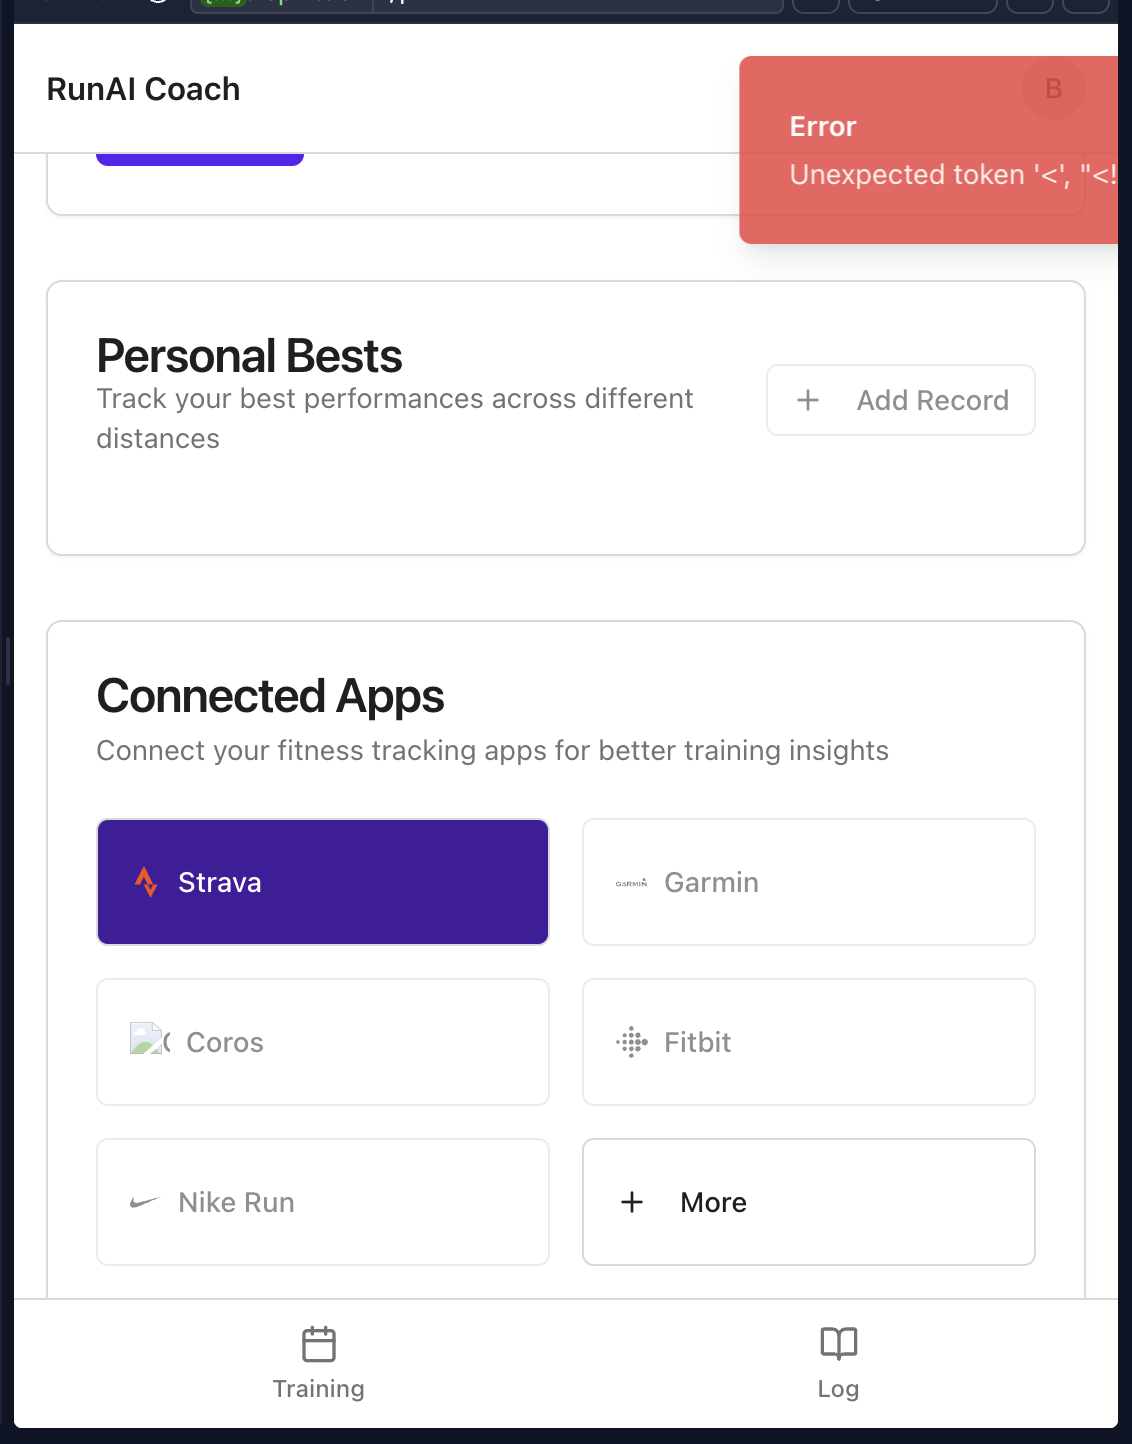 RunAI Coach
B
Error
Unexpected token '<', "<!
Personal Bests
Track your best performances across different
distances
+ Add Record
Connected Apps
Connect your fitness tracking apps for better training insights
Strava
GARMIN Garmin
Coros
Fitbit
Nike Run
+ More
Training
Log